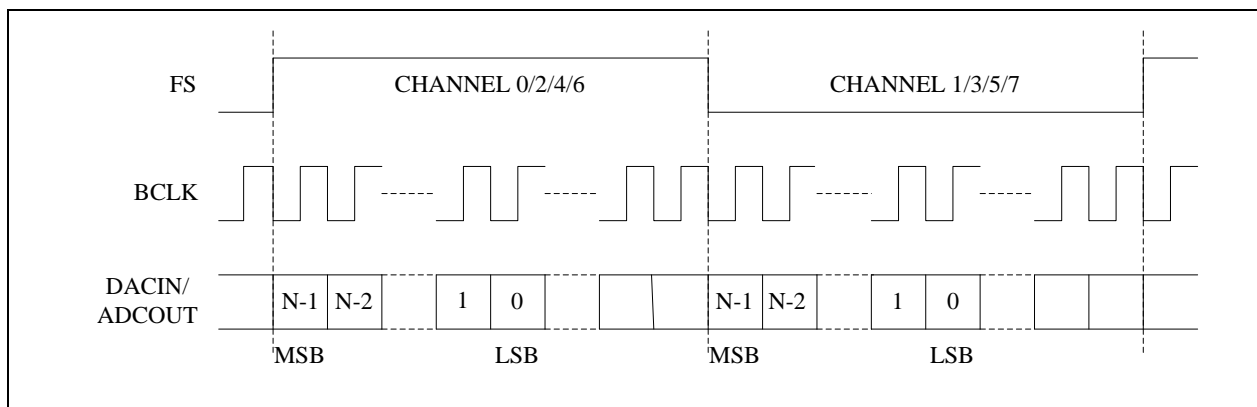 FS CHANNEL 0/2/4/6 CHANNEL 1/3/5/7
BCLK
DACIN/
ADCOUT
N-1 N-2 1 0 N-1 N-2 1 0
MSB LSB MSB LSB